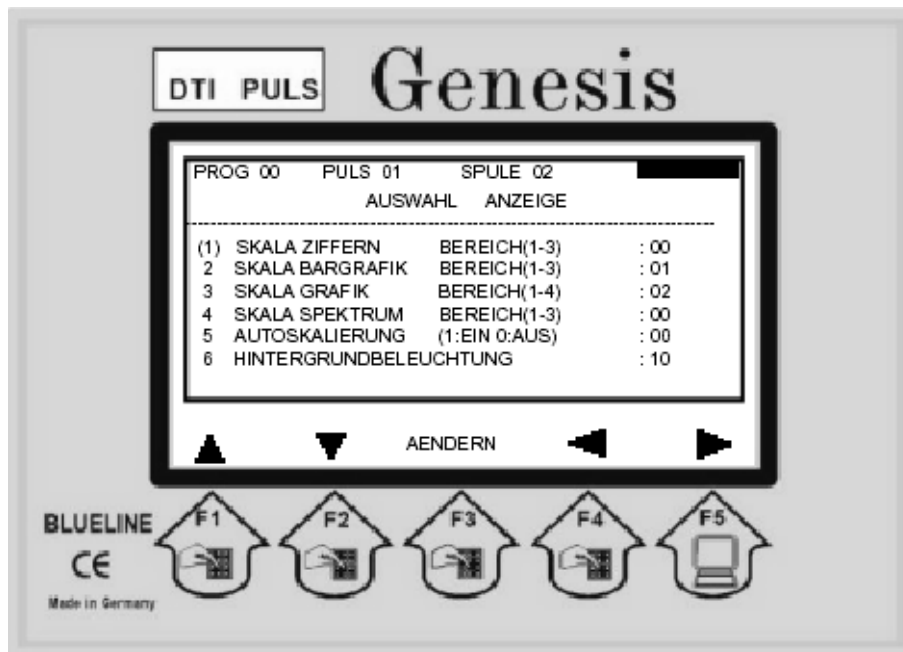 DTI PULS Genesis
PROG 00 PULS 01 SPULE 02
AUSWAHL ANZEIGE
(1) SKALA ZIFFERN BEREICH(1-3) : 00
2 SKALA BARGRAFIK BEREICH(1-3) : 01
3 SKALA GRAFIK BEREICH(1-4) : 02
4 SKALA SPEKTRUM BEREICH(1-3) : 00
5 AUTOSKALIERUNG (1:EIN 0:AUS) : 00
6 HINTERGRUNDBELEUCHTUNG : 10
AENDERN
F1 F2 F3 F4 F5
BLUELINE
CE
Made in Germany